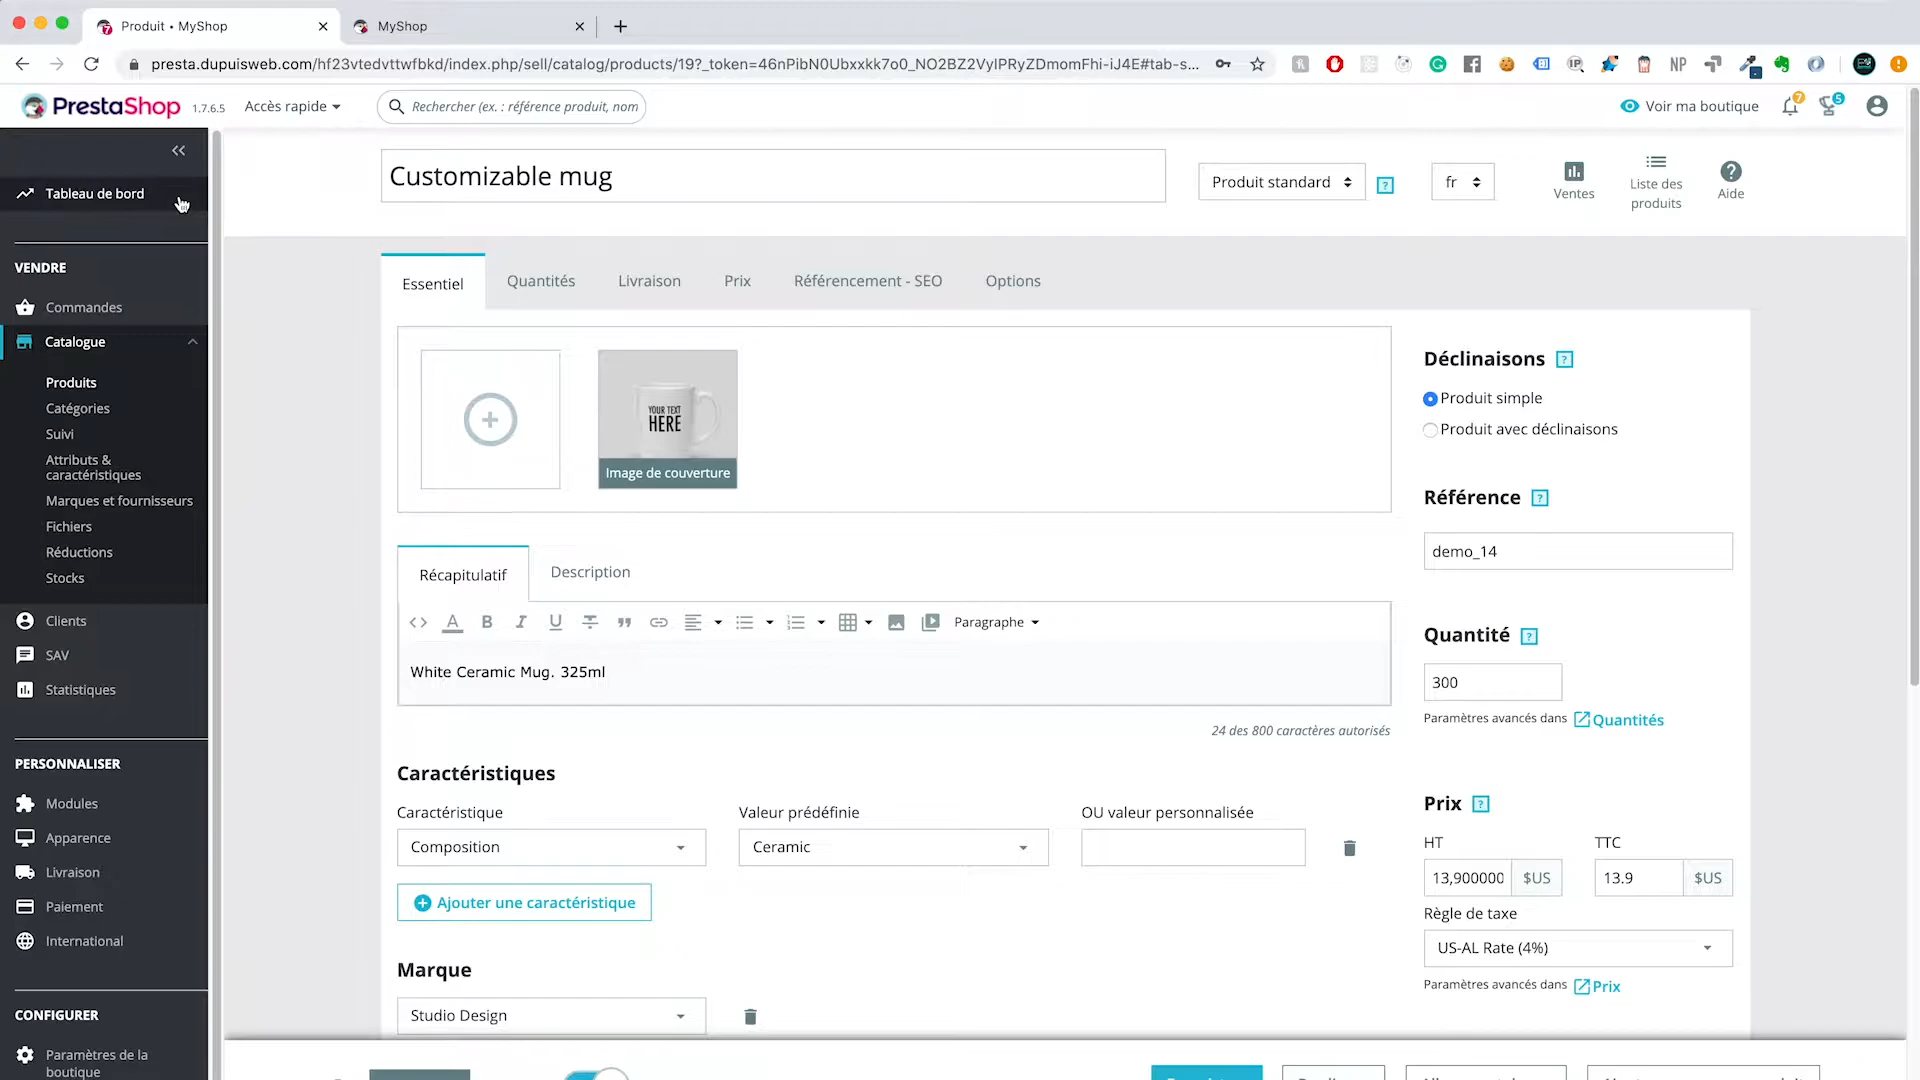 Produit • MyShop
MyShop
presta.dupuisweb.com/hf23vtedvttwfbkd/index.php/sell/catalog/products/19?_token=46nPibN0Ubxxkk7o0_NO2BZ2VyIPRyZDmomFhi-iJ4E#tab-s...
PrestaShop 1.7.6.5
Accès rapide
Rechercher (ex. : référence produit, nom
Voir ma boutique
7
5
Tableau de bord
VENDRE
Commandes
Catalogue
Produits
Catégories
Suivi
Attributs &
caractéristiques
Marques et fournisseurs
Fichiers
Réductions
Stocks
Clients
SAV
Statistiques
PERSONNALISER
Modules
Apparence
Livraison
Paiement
International
CONFIGURER
Paramètres de la
boutique
Customizable mug
Produit standard
?
fr
Ventes
Liste des
produits
Aide
Essentiel
Quantités
Livraison
Prix
Référencement - SEO
Options
YOUR TEXT
HERE
Image de couverture
Récapitulatif
Description
Paragraphe
White Ceramic Mug. 325ml
24 des 800 caractères autorisés
Caractéristiques
Caractéristique
Valeur prédéfinie
OU valeur personnalisée
Composition
Ceramic
Ajouter une caractéristique
Marque
Studio Design
Déclinaisons ?
Produit simple
Produit avec déclinaisons
Référence ?
demo_14
Quantité ?
300
Paramètres avancés dans Quantités
Prix ?
HT
TTC
13,900000 $US
13.9 $US
Règle de taxe
US-AL Rate (4%)
Paramètres avancés dans Prix